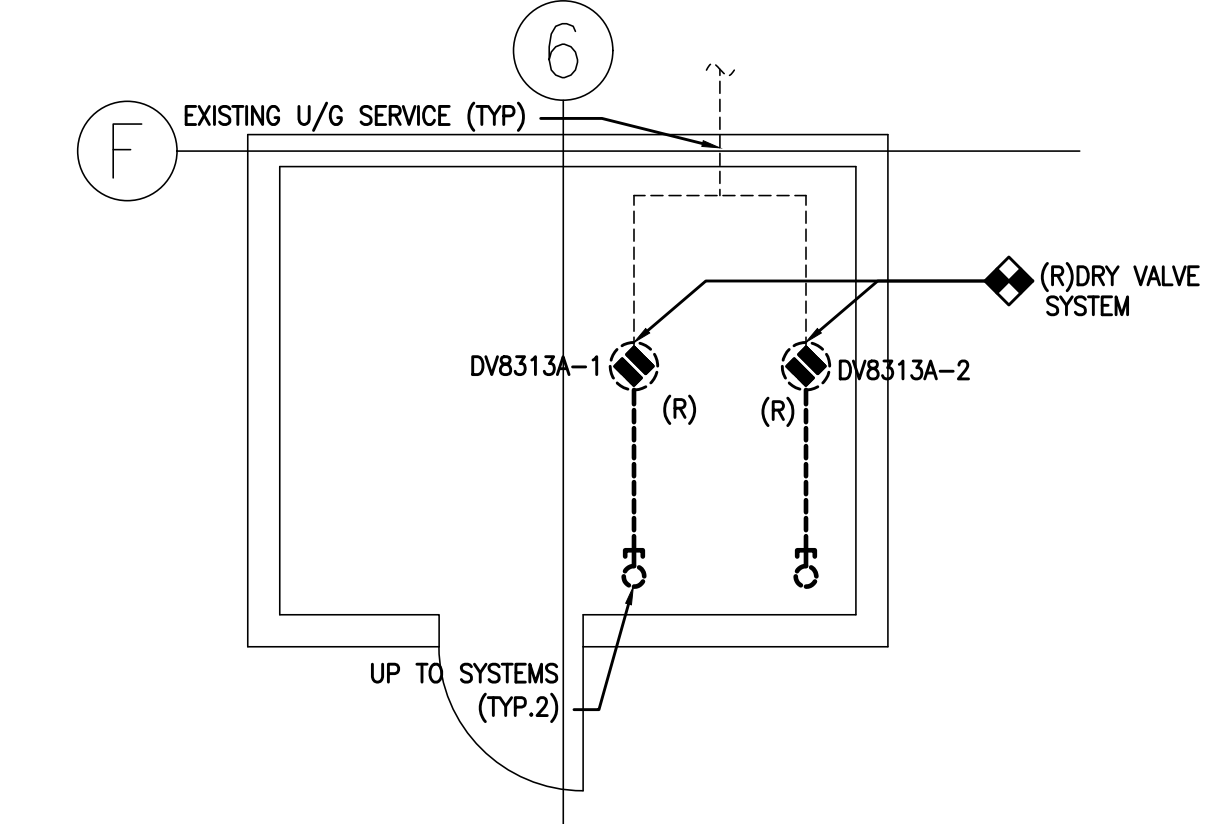 6
EXISTING U/G SERVICE (TYP)
F
(R)DRY VALVE
SYSTEM
DV8313A-1
DV8313A-2
(R)
(R)
UP TO SYSTEMS
(TYP.2)